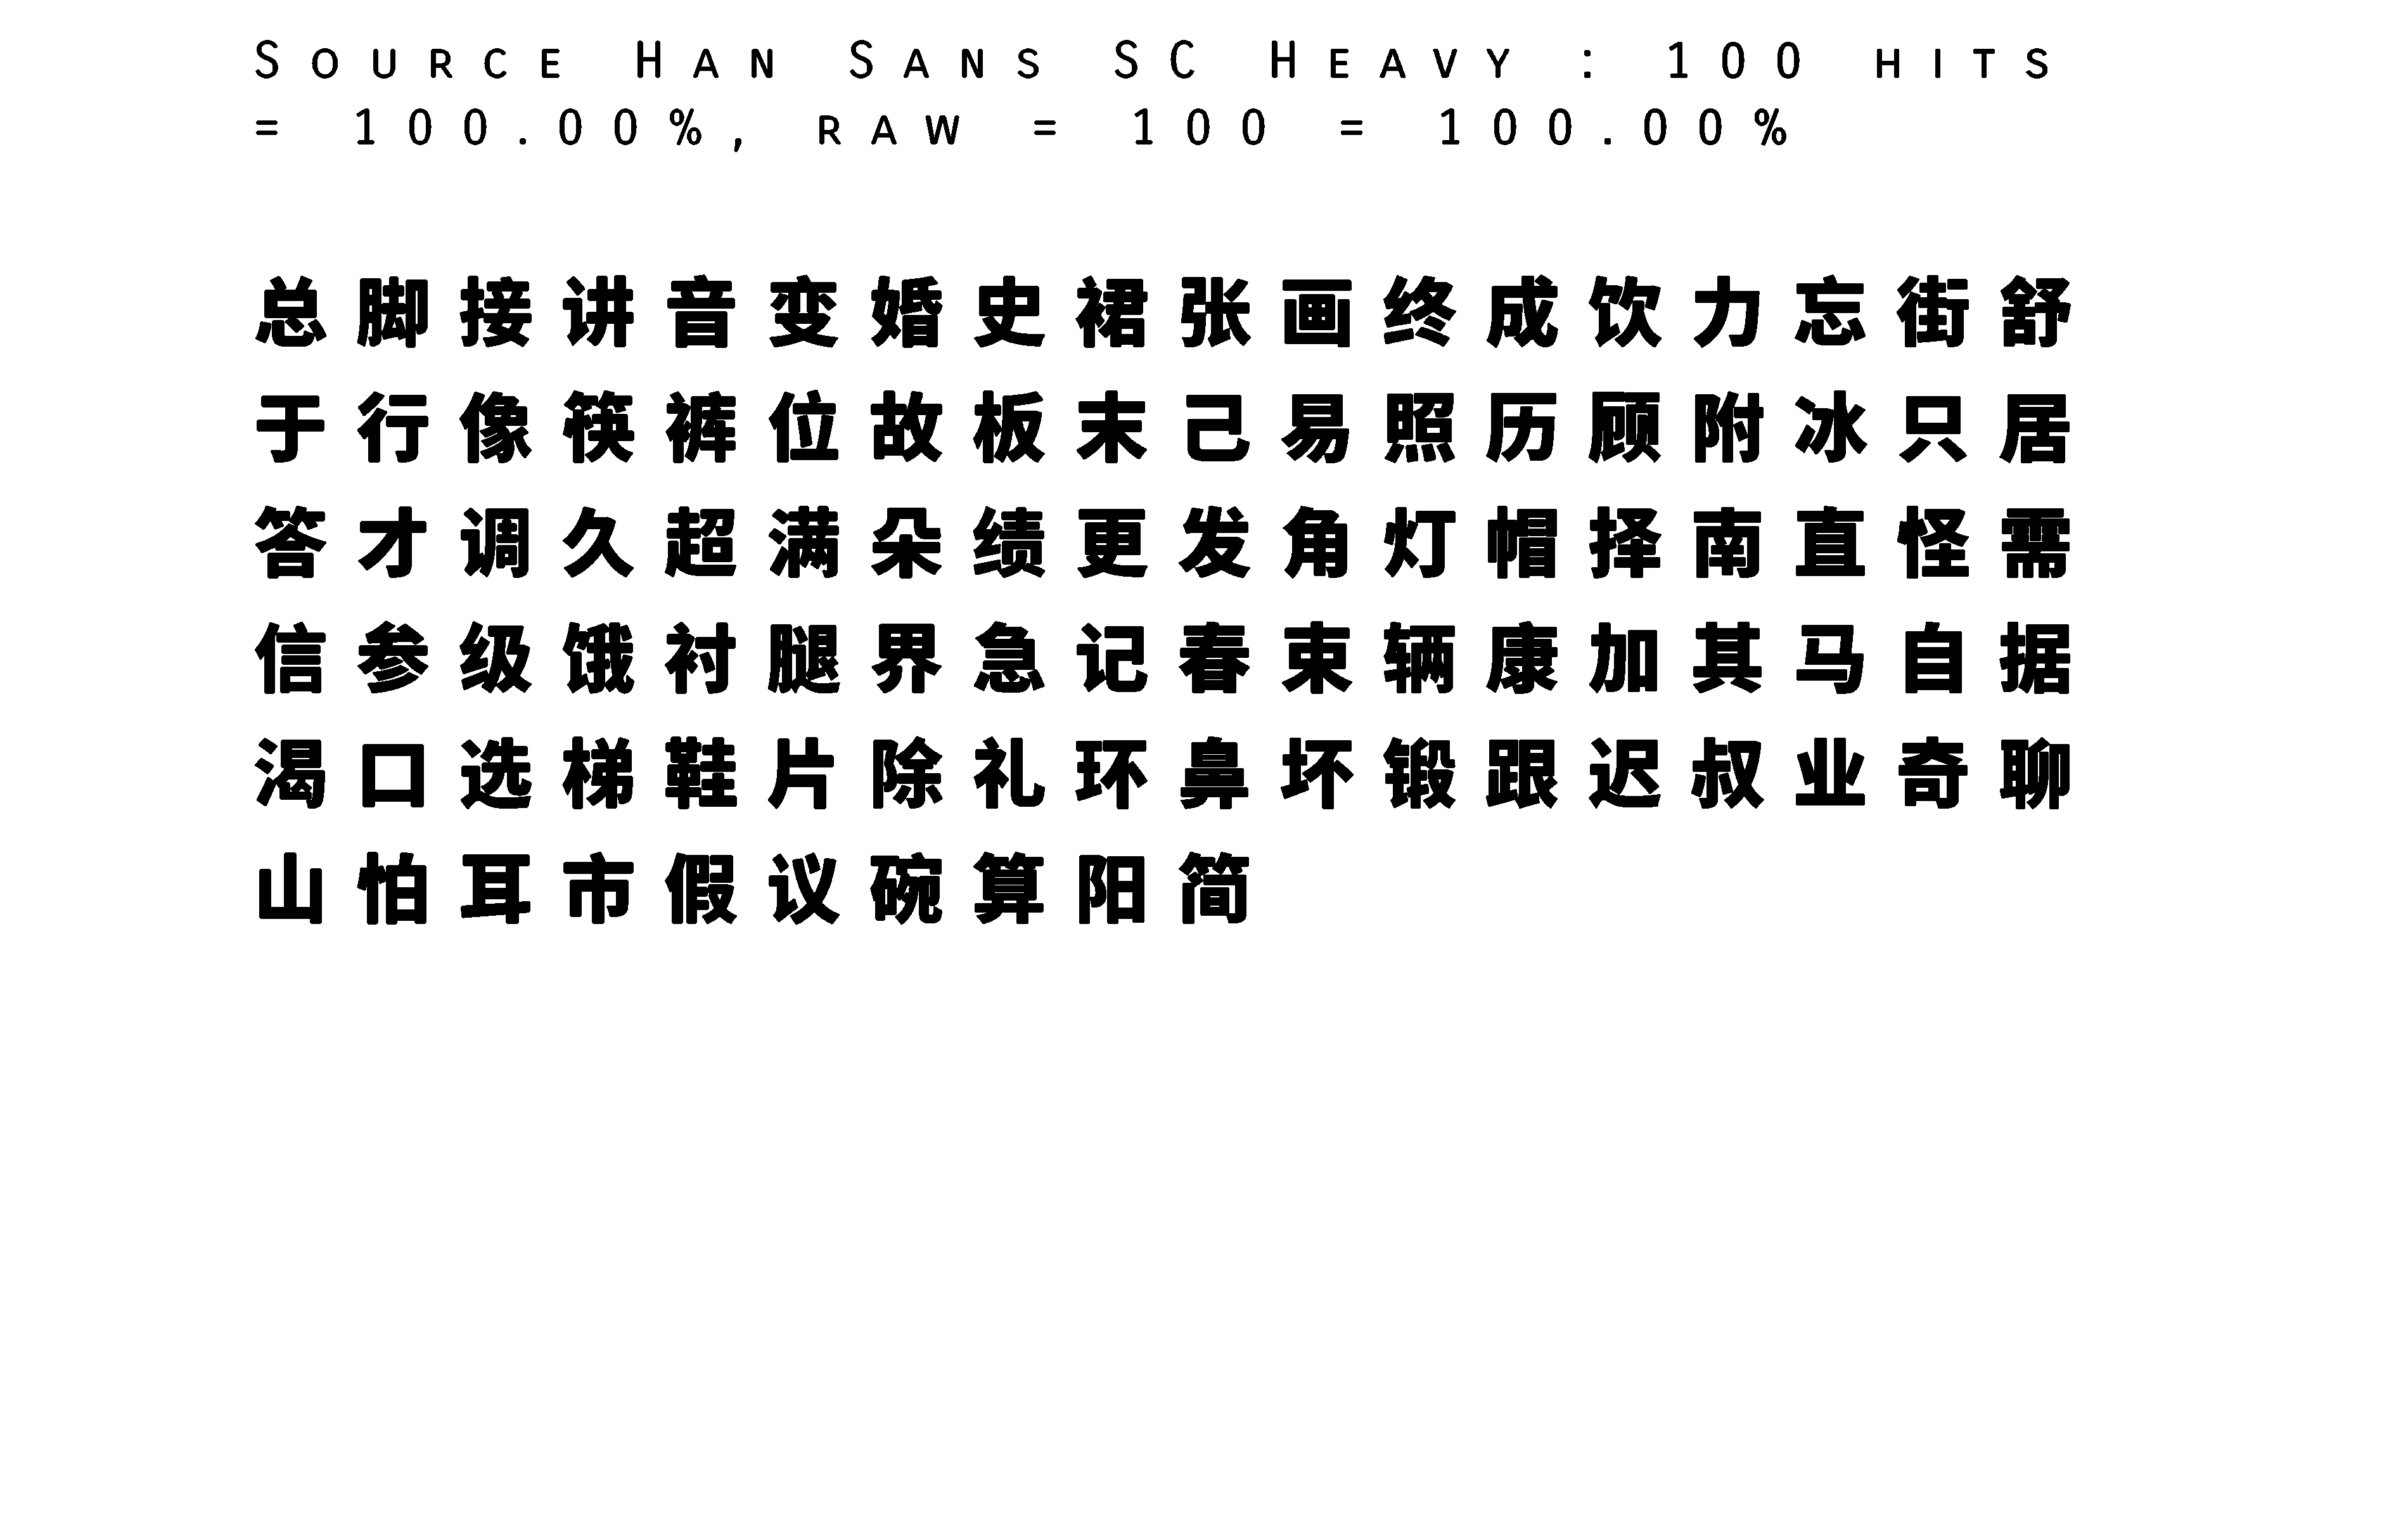 Source Han Sans SC Heavy : 100 hits
= 100.00%, raw = 100 = 100.00%
总脚接讲音变婚史裙张画终成饮力忘街舒
于行像筷裤位故板末己易照历顾附冰只居
答才调久超满朵绩更发角灯帽择南直怪需
信参级饿衬腿界急记春束辆康加其马自据
渴口选梯鞋片除礼环鼻坏锻跟迟叔业奇聊
山怕耳市假议碗算阳简